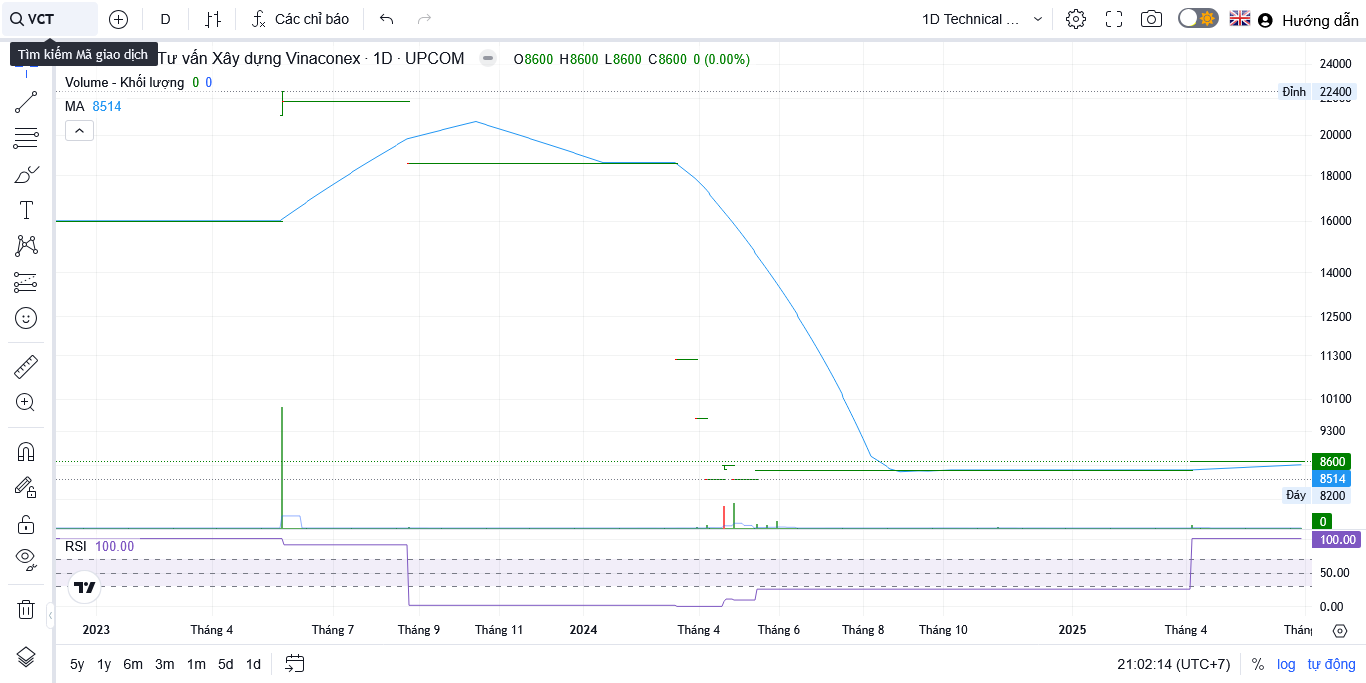 VCT D Các chỉ báo 1D Technical ... Hướng dẫn
Tìm kiếm Mã giao dịch
Tư vấn Xây dựng Vinaconex · 1D · UPCOM O8600 H8600 L8600 C8600 0 (0.00%)
Volume - Khối lượng 0 0
MA 8514
24000
Đỉnh 22400
20000
18000
16000
14000
12500
11300
10100
9300
8600
8514
Đáy 8200
0
RSI 100.00
100.00
50.00
0.00
2023 Tháng 4 Tháng 7 Tháng 9 Tháng 11 2024 Tháng 4 Tháng 6 Tháng 8 Tháng 10 2025 Tháng 4
5y 1y 6m 3m 1m 5d 1d 21:02:14 (UTC+7) % log tự động